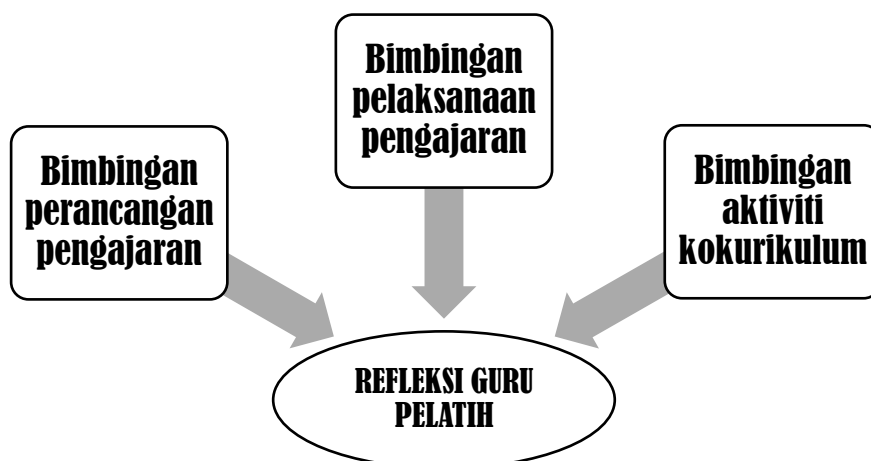 Bimbingan
perancangan
pengajaran
Bimbingan
pelaksanaan
pengajaran
Bimbingan
aktiviti
kokurikulum
REFLEKSI GURU
PELATIH